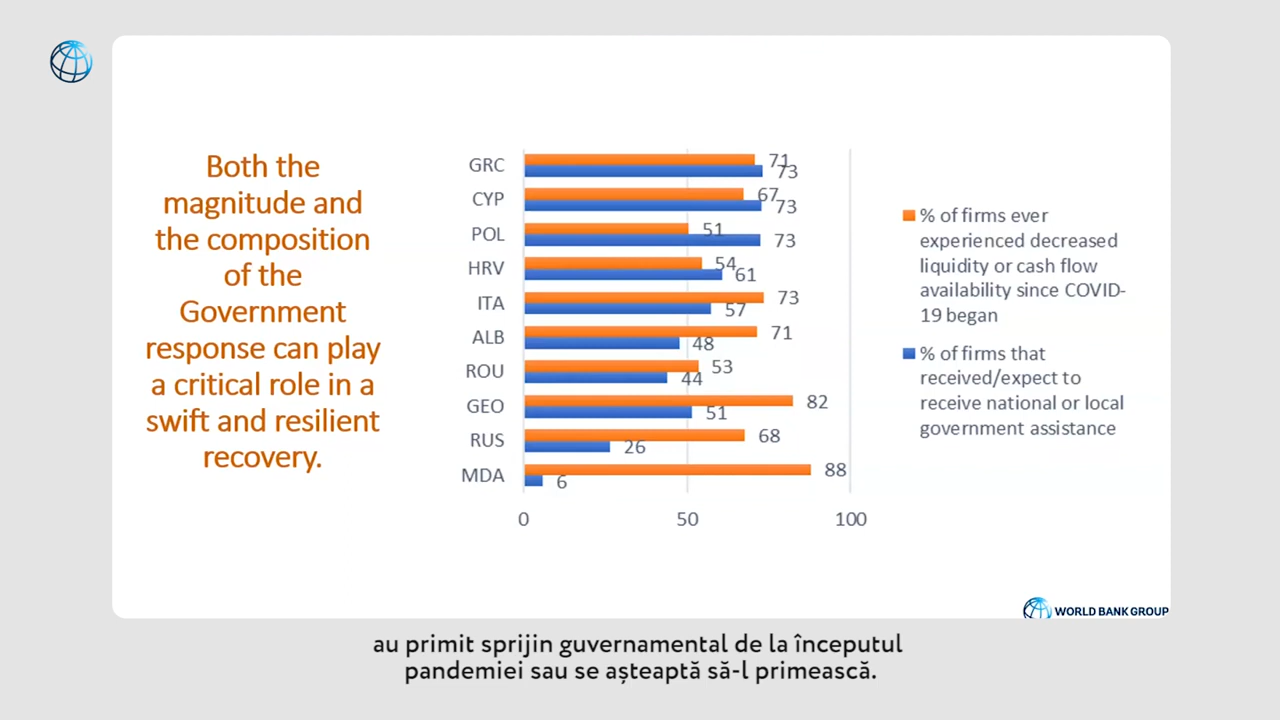 Both the
magnitude and
the composition
of the
Government
response can play
a critical role in a
swift and resilient
recovery.
GRC 71 73
CYP 67 73
POL 51 73
HRV 54 61
ITA 73 57
ALB 71 48
ROU 53 44
GEO 82 51
RUS 68 26
MDA 88 6
0 50 100
% of firms ever
experienced decreased
liquidity or cash flow
availability since COVID-
19 began
% of firms that
received/expect to
receive national or local
government assistance
WORLD BANK GROUP
au primit sprijin guvernamental de la începutul
pandemiei sau se așteaptă să-l primească.